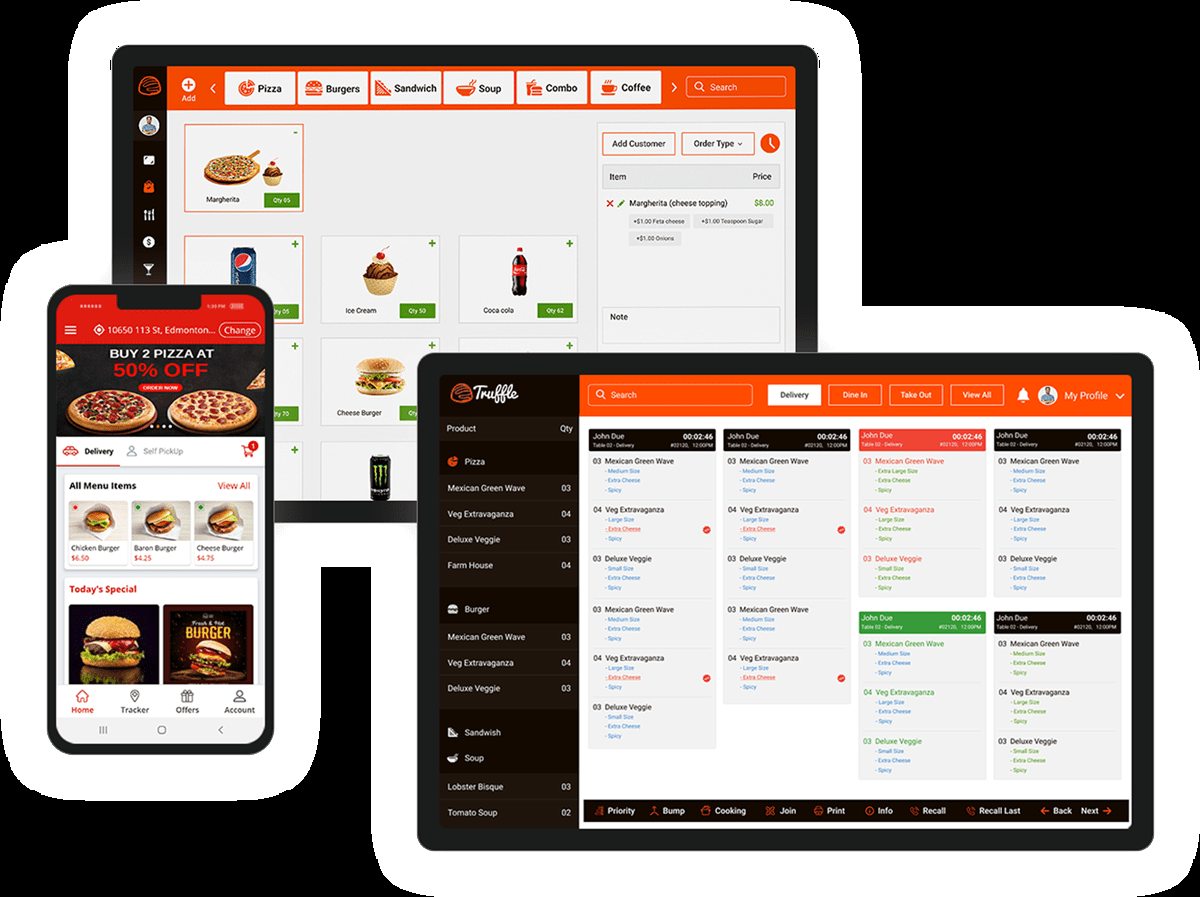 Add
Pizza
Burgers
Sandwich
Soup
Combo
Coffee
Search
Margherita
Qty 05
Qty 05
Ice Cream
Qty 50
Coca cola
Qty 62
Qty 70
Cheese Burger
Qty
Add Customer
Order Type
Item Price
Margherita (cheese topping) $8.00
+$1.00 Feta cheese +$1.00 Teaspoon Sugar
+$1.00 Onions
Note
10650 113 St, Edmonton... Change
BUY 2 PIZZA AT
50% OFF
ORDER NOW
Delivery Self PickUp
1
All Menu Items View All
Chicken Burger Baron Burger Cheese Burger
$6.50 $4.25 $4.75
Today's Special
Fresh & Hot
BURGER
Home Tracker Offers Account
Truffle
Product Qty
Pizza
Mexican Green Wave 03
Veg Extravaganza 04
Deluxe Veggie 03
Farm House 04
Burger
Mexican Green Wave 03
Veg Extravaganza 04
Deluxe Veggie 03
Sandwish
Soup
Lobster Bisque 03
Tomato Soup 02
Search
Delivery
Dine In
Take Out
View All
My Profile
John Due 00:02:46
Table 02 - Delivery #02120, 12:00PM
03 Mexican Green Wave
- Medium Size
- Extra Cheese
- Spicy
04 Veg Extravaganza
- Large Size
- Extra Cheese
- Spicy
03 Deluxe Veggie
- Small Size
- Extra Cheese
- Spicy
03 Mexican Green Wave
- Medium Size
- Extra Cheese
- Spicy
04 Veg Extravaganza
- Large Size
- Extra Cheese
- Spicy
03 Deluxe Veggie
- Small Size
- Extra Cheese
- Spicy
John Due 00:02:46
Table 02 - Delivery #02120, 12:00PM
03 Mexican Green Wave
- Medium Size
- Extra Cheese
- Spicy
04 Veg Extravaganza
- Large Size
- Extra Cheese
- Spicy
03 Deluxe Veggie
- Small Size
- Extra Cheese
- Spicy
03 Mexican Green Wave
- Medium Size
- Extra Cheese
- Spicy
04 Veg Extravaganza
- Large Size
- Extra Cheese
- Spicy
John Due 00:02:46
Table 02 - Delivery #02120, 12:00PM
03 Mexican Green Wave
- Extra Large Size
- Extra Cheese
- Spicy
04 Veg Extravaganza
- Large Size
- Extra Cheese
- Spicy
03 Deluxe Veggie
- Small Size
- Extra Cheese
- Spicy
John Due 00:02:46
Table 02 - Delivery #02120, 12:00PM
03 Mexican Green Wave
- Medium Size
- Extra Cheese
- Spicy
04 Veg Extravaganza
- Large Size
- Extra Cheese
- Spicy
03 Deluxe Veggie
- Small Size
- Extra Cheese
- Spicy
John Due 00:02:46
Table 02 - Delivery #02120, 12:00PM
03 Mexican Green Wave
- Medium Size
- Extra Cheese
- Spicy
04 Veg Extravaganza
- Large Size
- Extra Cheese
- Spicy
03 Deluxe Veggie
- Small Size
- Extra Cheese
- Spicy
John Due 00:02:46
Table 02 - Delivery #02120, 12:00PM
03 Mexican Green Wave
- Medium Size
- Extra Cheese
- Spicy
04 Veg Extravaganza
- Large Size
- Extra Cheese
- Spicy
03 Deluxe Veggie
- Small Size
- Extra Cheese
- Spicy
Priority Bump Cooking Join Print Info Recall Recall Last Back Next